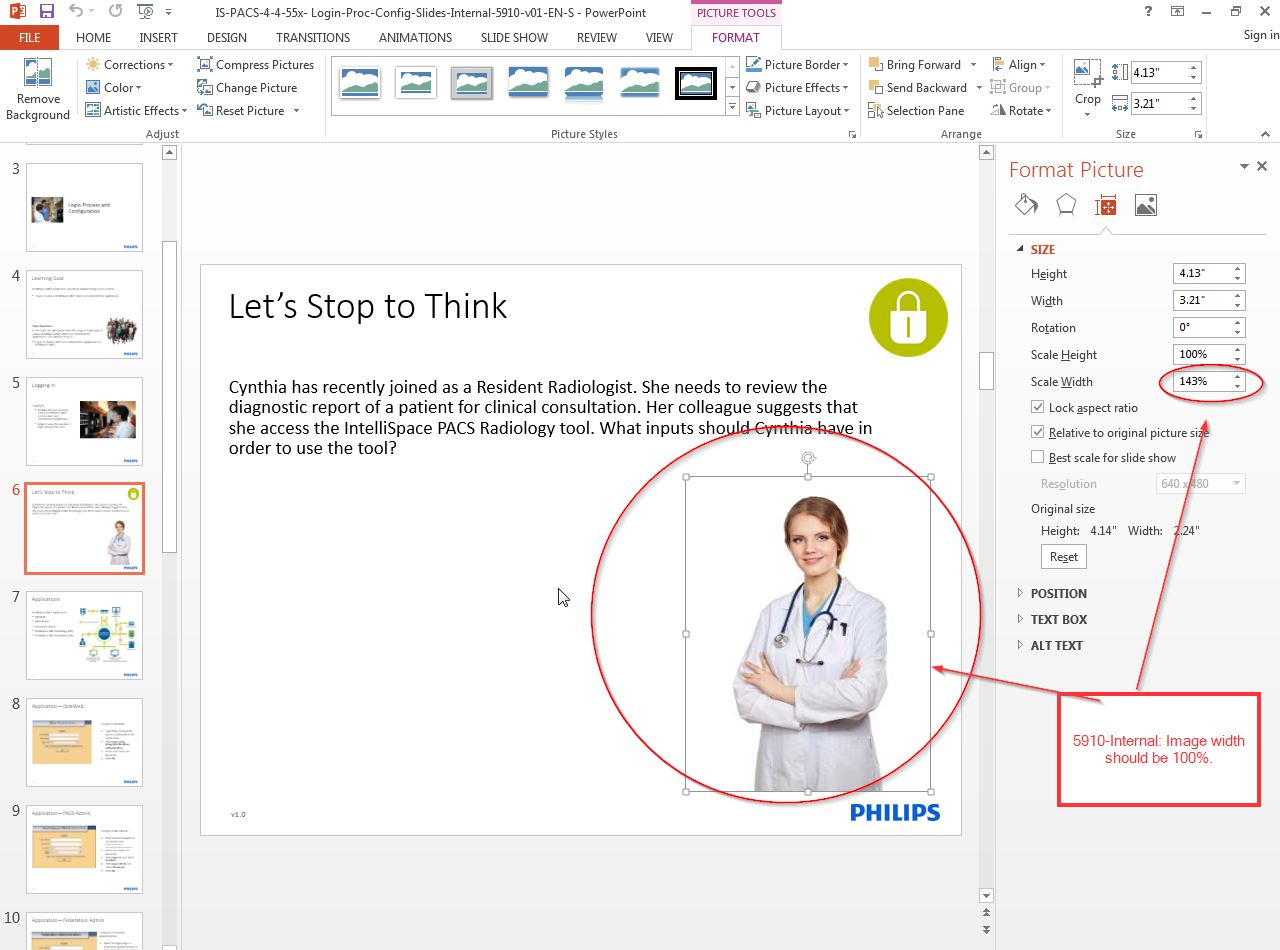 IS-PACS-4-4-55x- Login-Proc-Config-Slides-Internal-5910-v01-EN-S - PowerPoint
PICTURE TOOLS
?
FILE HOME INSERT DESIGN TRANSITIONS ANIMATIONS SLIDE SHOW REVIEW VIEW FORMAT Sign in
Remove Background
Corrections
Color
Artistic Effects
Compress Pictures
Change Picture
Reset Picture
Adjust
Picture Styles
Picture Border
Picture Effects
Picture Layout
Bring Forward
Send Backward
Selection Pane
Align
Group
Rotate
Arrange
Crop
4.13"
3.21"
Size
3
Login Process and
Configuration
PHILIPS
4
Learning Goal
PHILIPS
5
Logging In
PHILIPS
6
Let's Stop to Think
PHILIPS
7
Applications
PHILIPS
8
Application—iSiteWeb
PHILIPS
9
Application—PACS Admin
PHILIPS
10
Application—Federation Admin
Let’s Stop to Think
Cynthia has recently joined as a Resident Radiologist. She needs to review the
diagnostic report of a patient for clinical consultation. Her colleague suggests that
she access the IntelliSpace PACS Radiology tool. What inputs should Cynthia have in
order to use the tool?
v1.0
PHILIPS
Format Picture
SIZE
Height 4.13"
Width 3.21"
Rotation 0°
Scale Height 100%
Scale Width 143%
Lock aspect ratio
Relative to original picture size
Best scale for slide show
Resolution 640 x 480
Original size
Height: 4.14" Width: 2.24"
Reset
POSITION
TEXT BOX
ALT TEXT
5910-Internal: Image width
should be 100%.